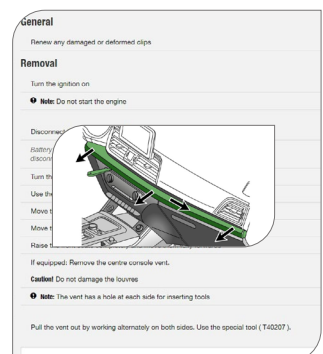 General
Renew any damaged or deformed clips
Removal
Turn the ignition on
Note: Do not start the engine
Disconnect
Battery
disconn
Turn th
Use the
Move t
Move t
Raise t
If equipped: Remove the centre console vent.
Caution! Do not damage the louvres
Note: The vent has a hole at each side for inserting tools
Pull the vent out by working alternately on both sides. Use the special tool ( T40207 ).